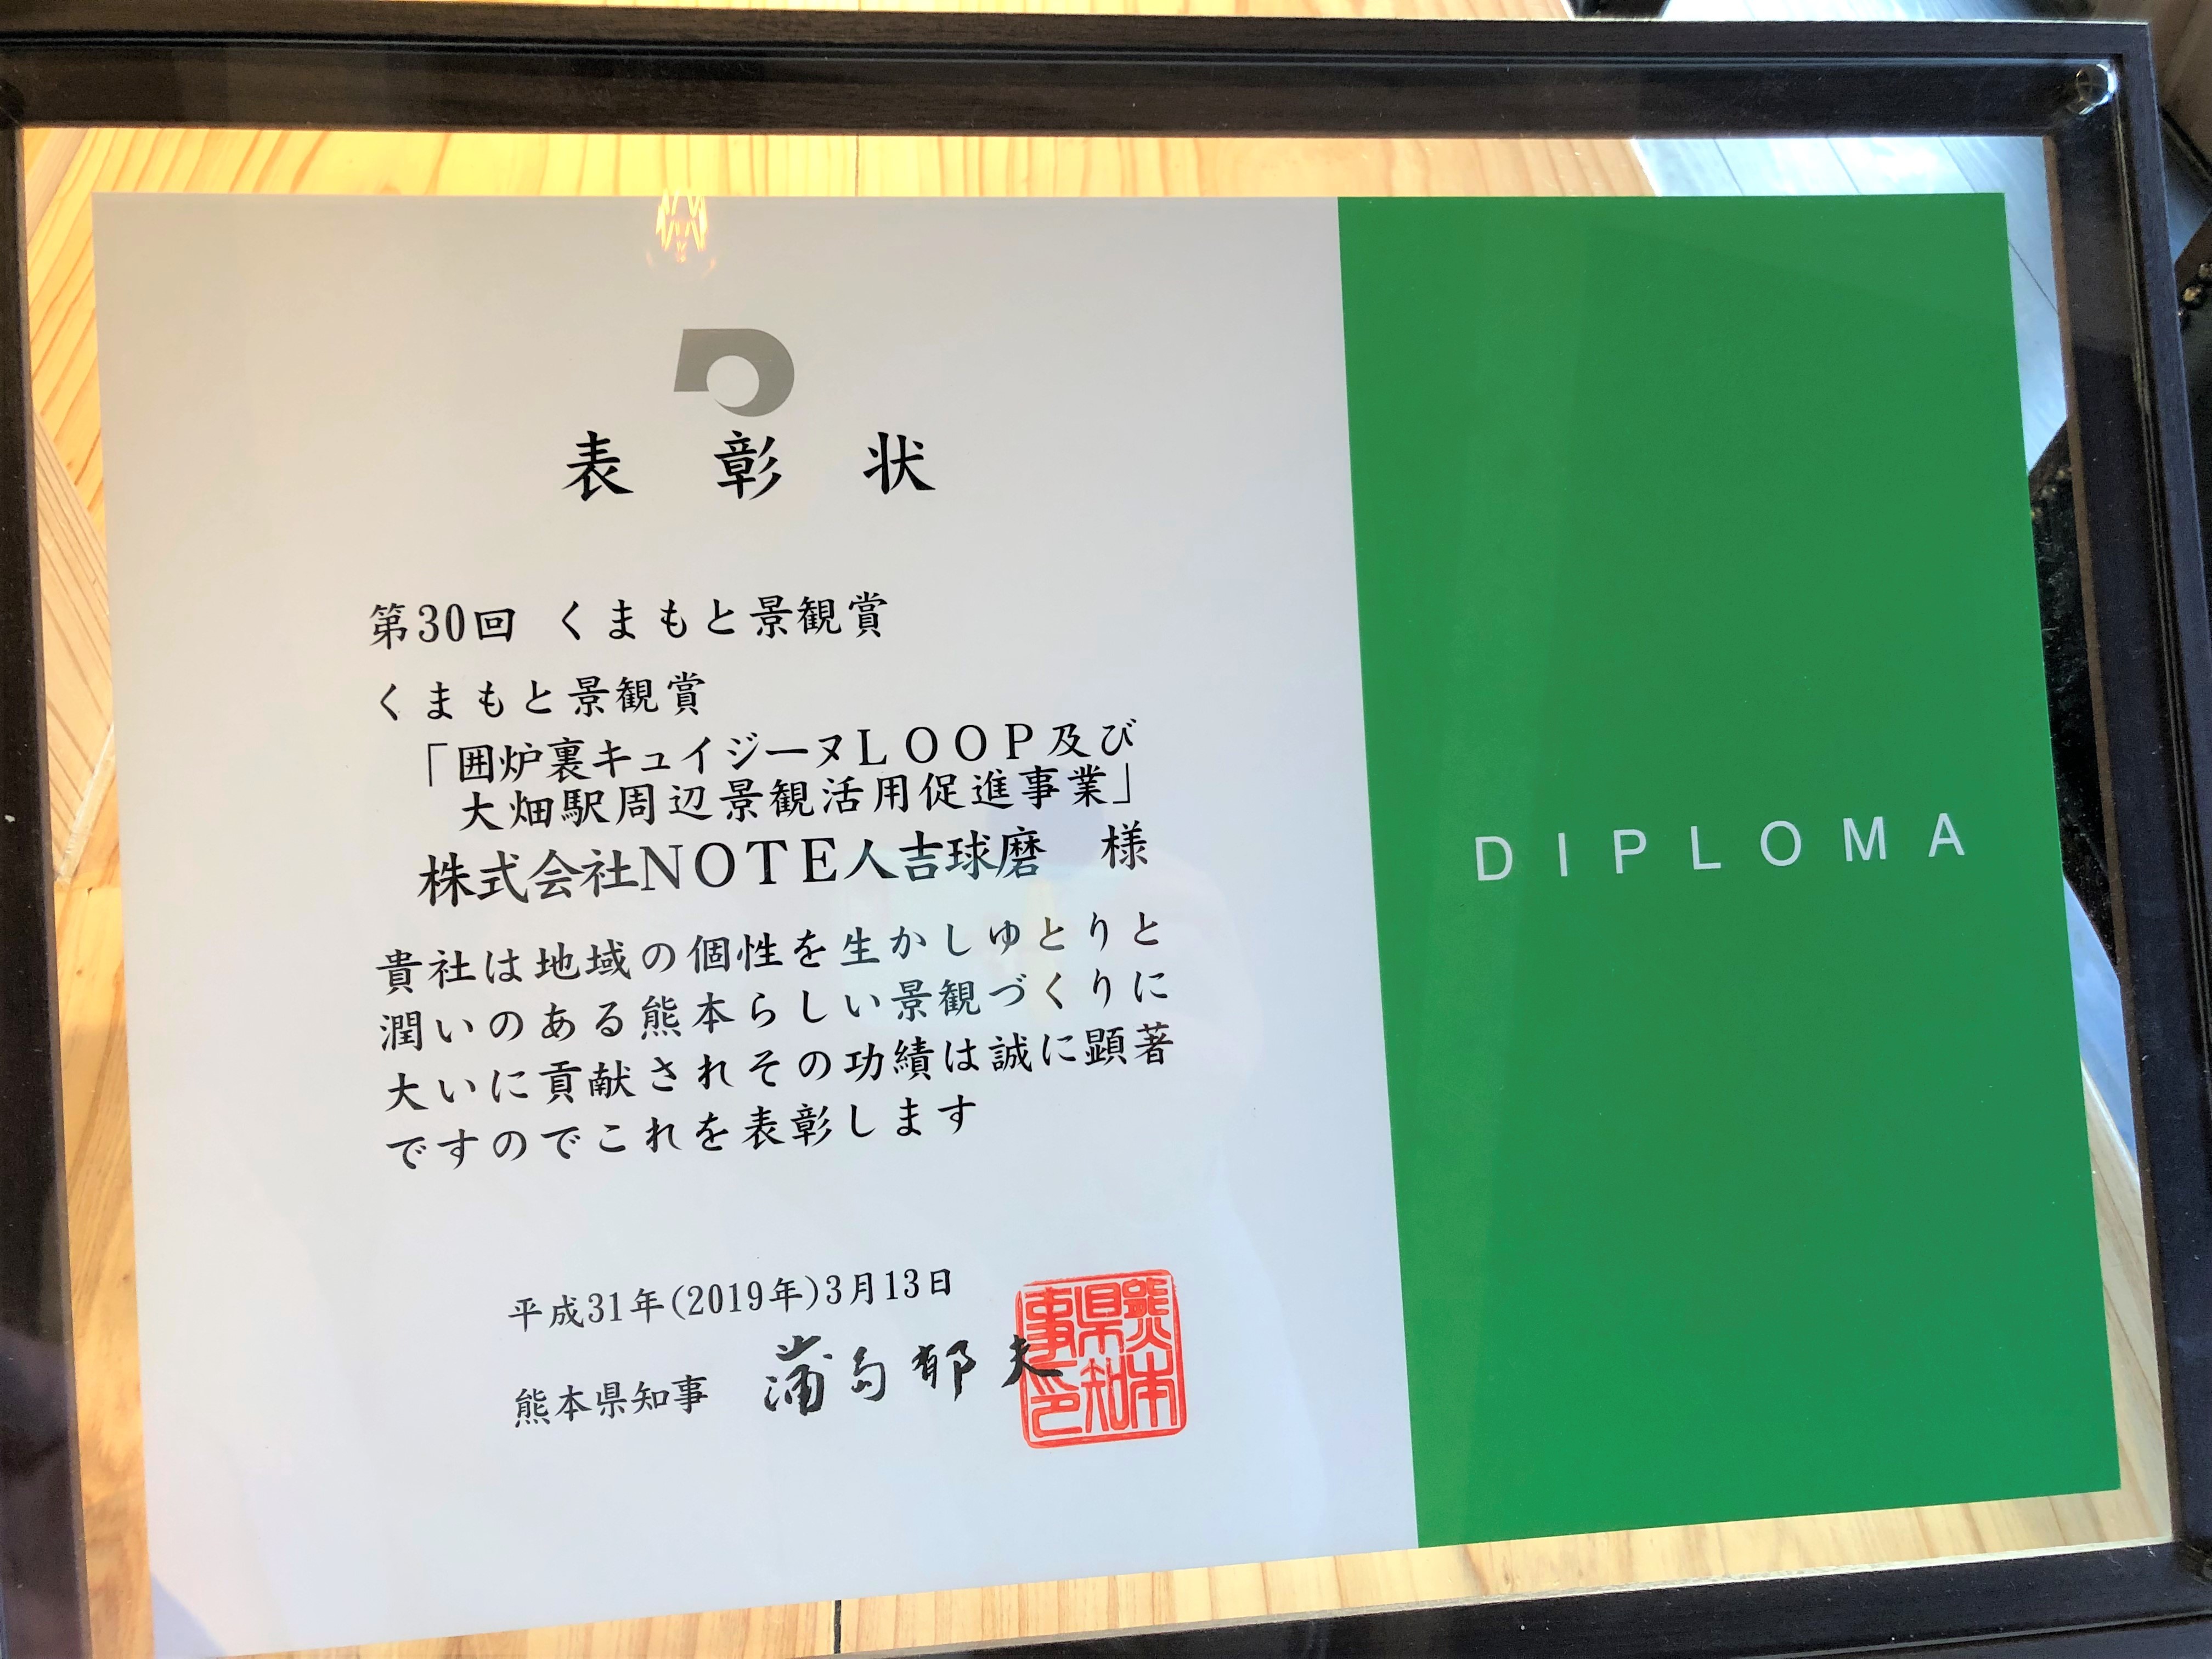 表彰状
第30回 くまもと景観賞
くまもと景観賞
「囲炉裏キュイジーヌLOOP及び
大畑駅周辺景観活用促進事業」
株式会社NOTE人吉球磨 様
貴社は地域の個性を生かしゆとりと
潤いのある熊本らしい景観づくりに
大いに貢献されその功績は誠に顕著
ですのでこれを表彰します
平成31年(2019年)3月13日
熊本県知事 蒲島郁夫
熊本県知事印
DIPLOMA